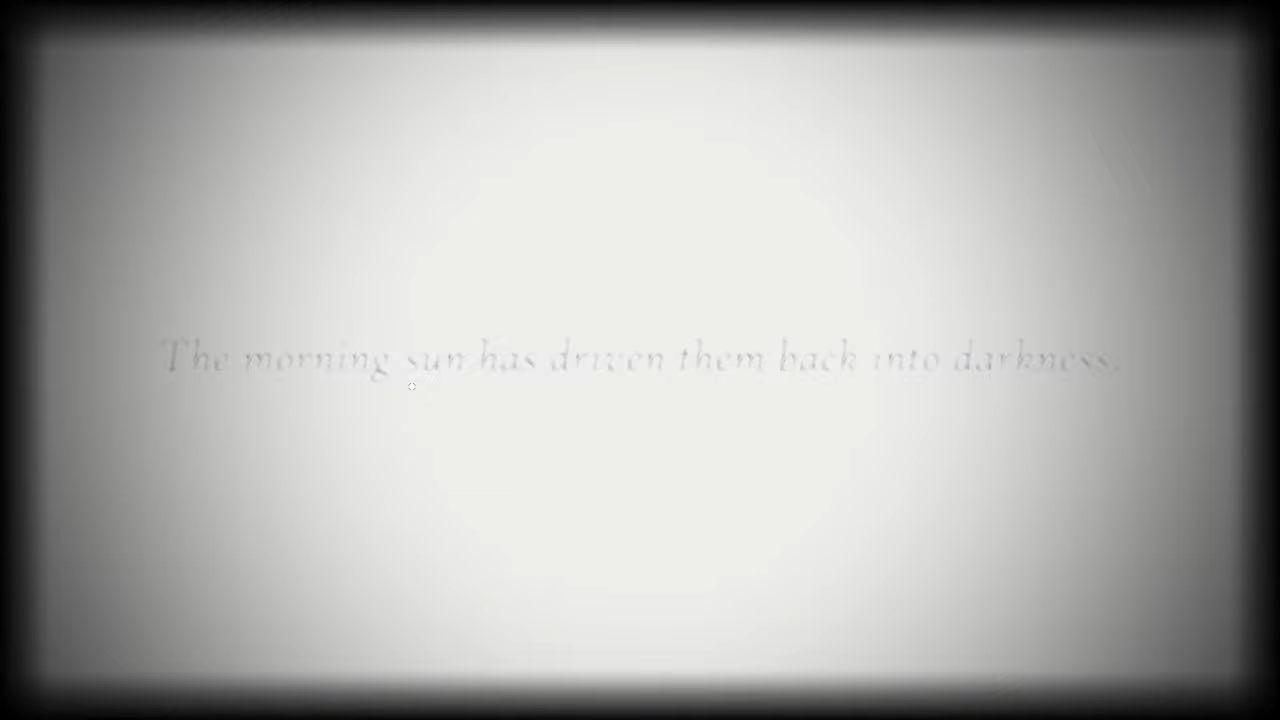 The morning sun has driven them back into darkness.